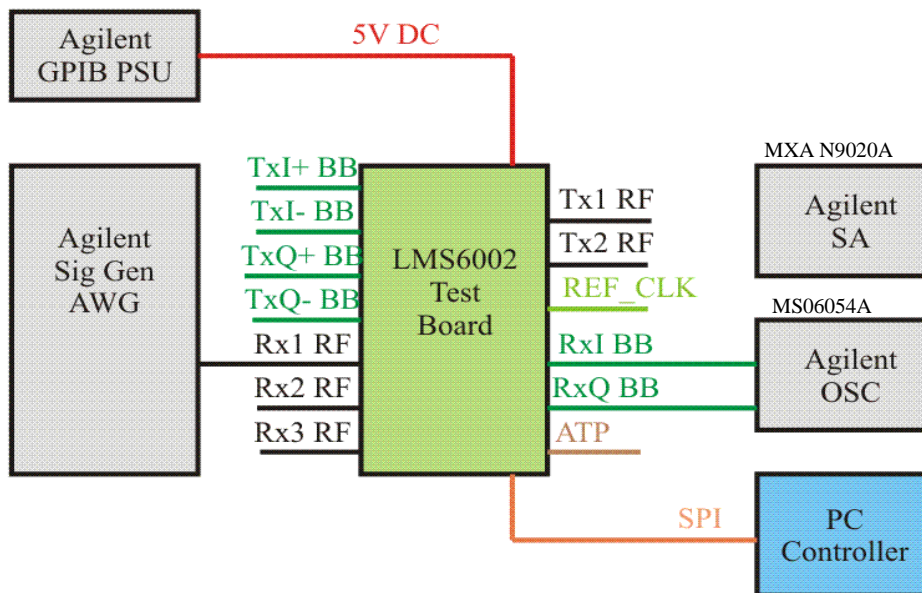 Agilent
GPIB PSU
5V DC
Agilent
Sig Gen
AWG
TxI+ BB
TxI- BB
TxQ+ BB
TxQ- BB
Rx1 RF
Rx2 RF
Rx3 RF
LMS6002
Test
Board
Tx1 RF
Tx2 RF
REF_CLK
RxI BB
RxQ BB
ATP
SPI
MXA N9020A
Agilent
SA
MS06054A
Agilent
OSC
PC
Controller